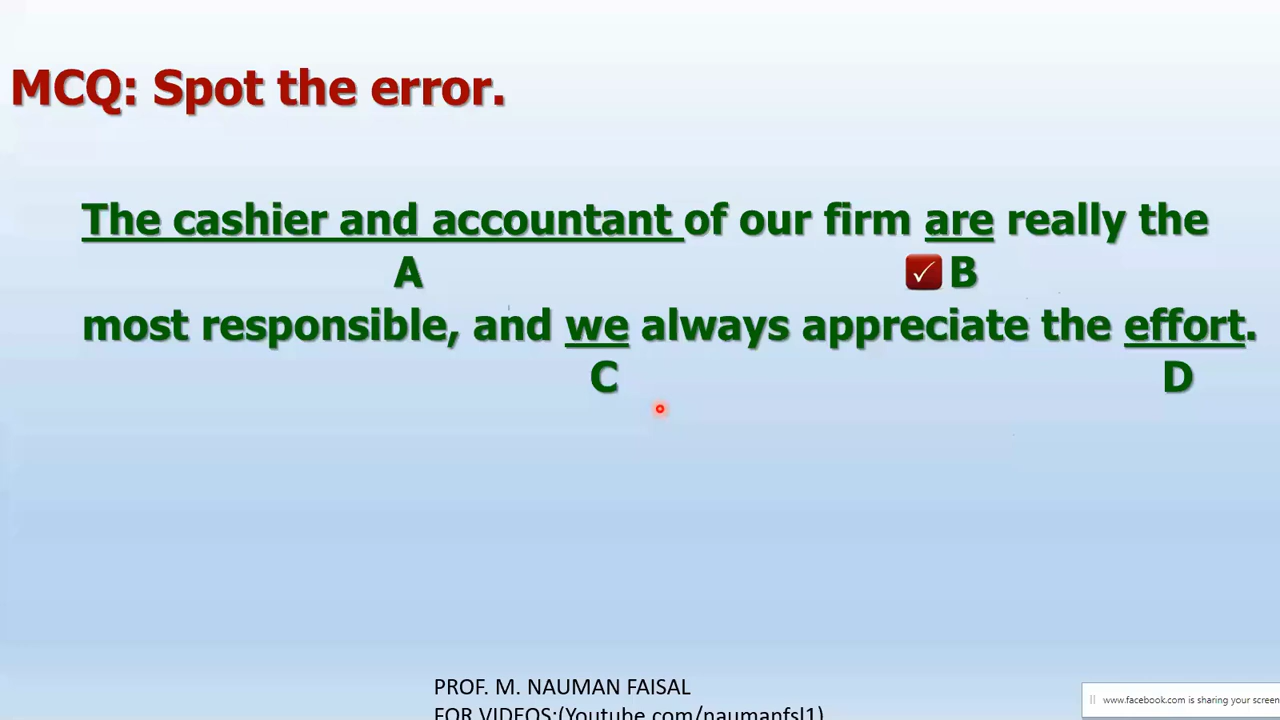 MCQ: Spot the error.
The cashier and accountant of our firm are really the
A B
most responsible, and we always appreciate the effort.
C D
PROF. M. NAUMAN FAISAL
FOR VIDEOS:(Youtube.com/naumanfsl1)
www.facebook.com is sharing your screen